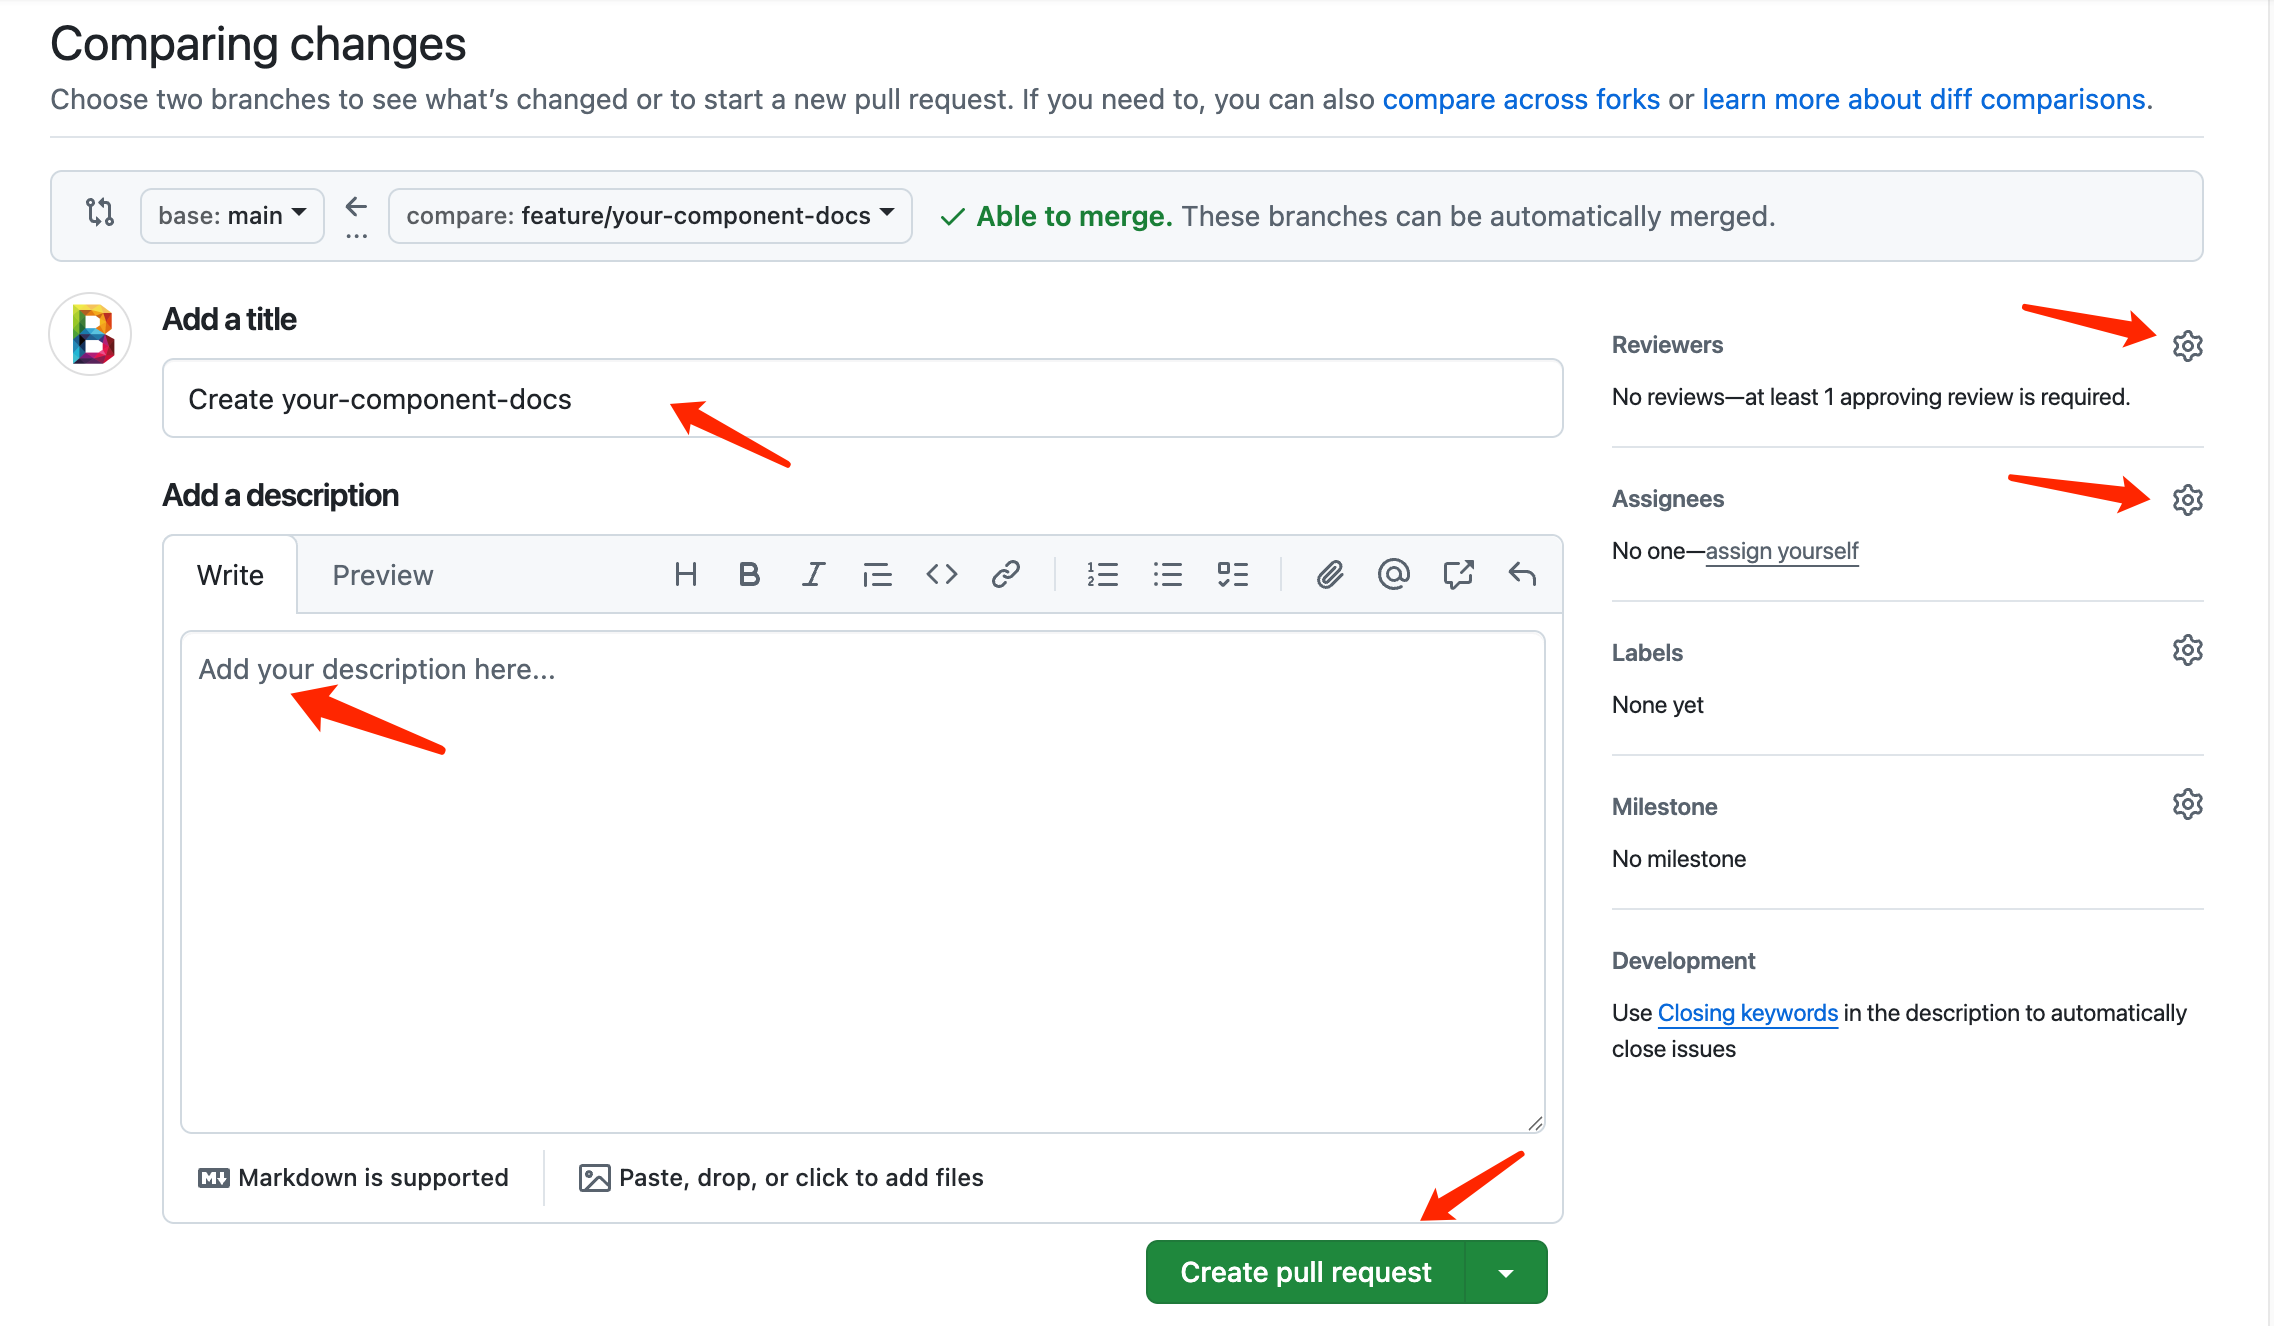 Comparing changes
Choose two branches to see what’s changed or to start a new pull request. If you need to, you can also compare across forks or learn more about diff comparisons.
base: main
compare: feature/your-component-docs
Able to merge. These branches can be automatically merged.
B
Add a title
Create your-component-docs
Add a description
Write
Preview
Add your description here...
Markdown is supported
Paste, drop, or click to add files
Create pull request
Reviewers
No reviews—at least 1 approving review is required.
Assignees
No one—assign yourself
Labels
None yet
Milestone
No milestone
Development
Use Closing keywords in the description to automatically
close issues